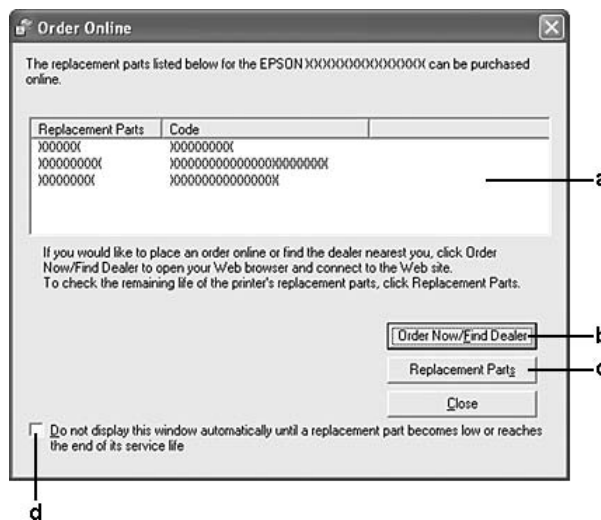 Order Online
The replacement parts listed below for the EPSON XXXXXXXXXXXXXXX can be purchased
online.
Replacement Parts Code
XXXXXX XXXXXXXXX
XXXXXXXXX XXXXXXXXXXXXXXXXXXXXXXX
XXXXXXXX XXXXXXXXXXXXXXX
a
If you would like to place an order online or find the dealer nearest you, click Order
Now/Find Dealer to open your Web browser and connect to the Web site.
To check the remaining life of the printer's replacement parts, click Replacement Parts.
Order Now/Find Dealer
b
Replacement Parts
c
Close
Do not display this window automatically until a replacement part becomes low or reaches
the end of its service life
d